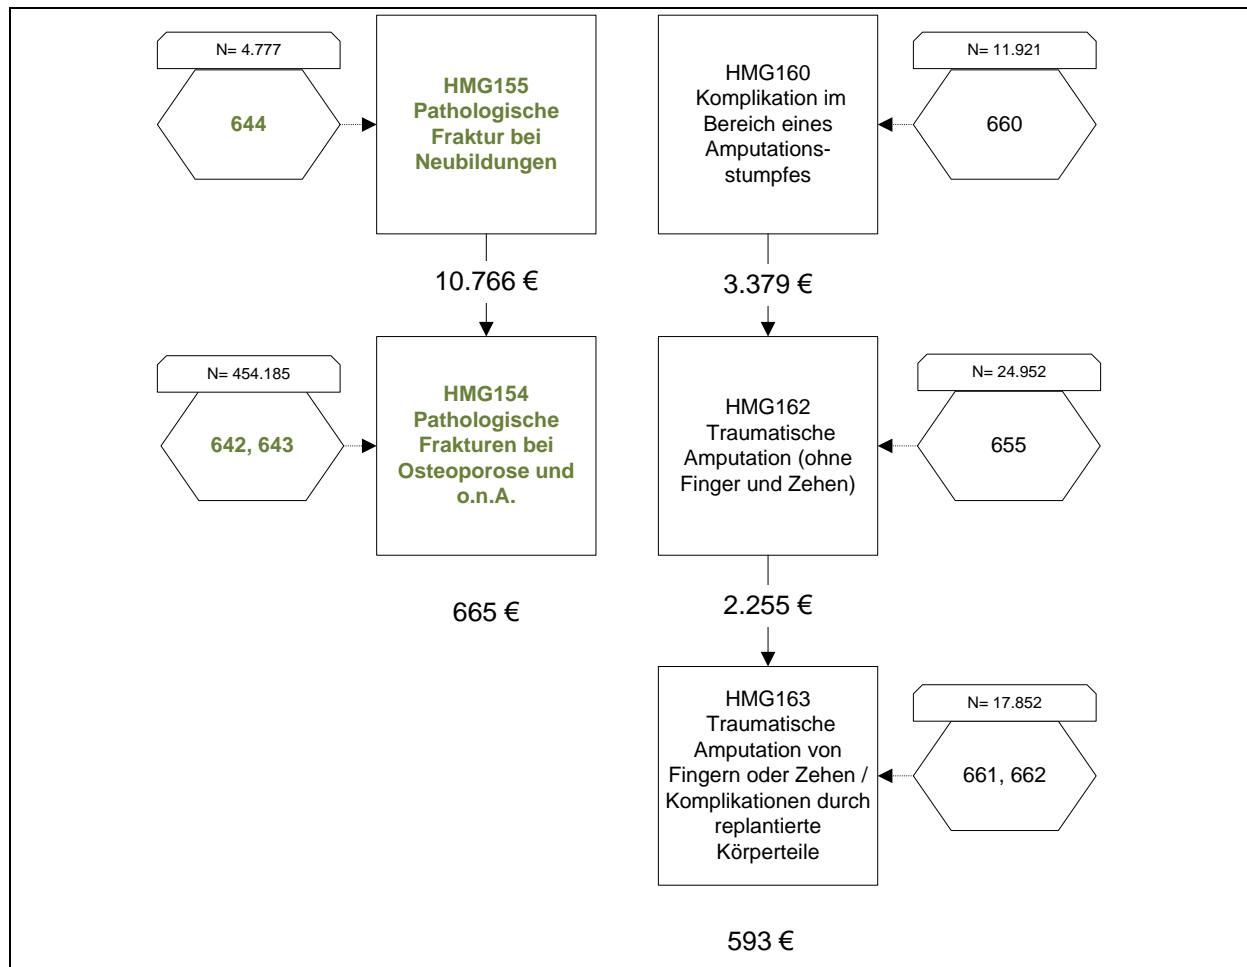 N= 4.777
644
HMG155
Pathologische
Fraktur bei
Neubildungen
10.766 €
N= 454.185
642, 643
HMG154
Pathologische
Frakturen bei
Osteoporose und
o.n.A.
665 €
HMG160
Komplikation im
Bereich eines
Amputations-
stumpfes
N= 11.921
660
3.379 €
HMG162
Traumatische
Amputation (ohne
Finger und Zehen)
N= 24.952
655
2.255 €
HMG163
Traumatische
Amputation von
Fingern oder Zehen /
Komplikationen durch
replantierte
Körperteile
N= 17.852
661, 662
593 €